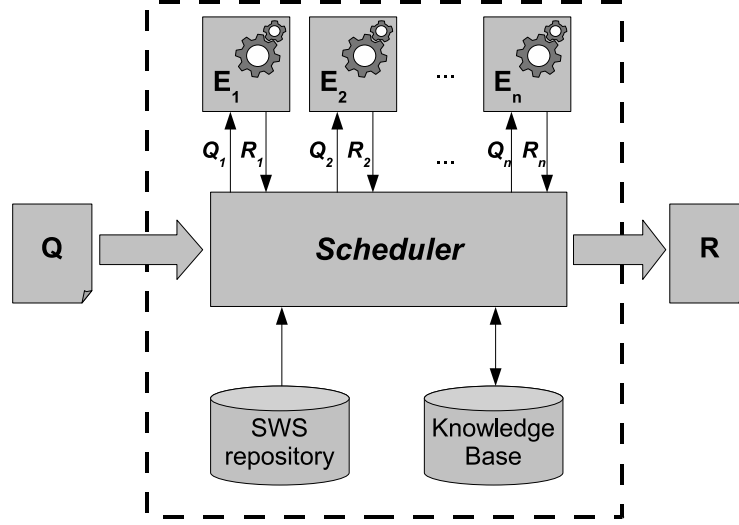 E1 E2 ... En
Q1 R1 Q2 R2 ... Qn Rn
Q Scheduler R
SWS
repository
Knowledge
Base